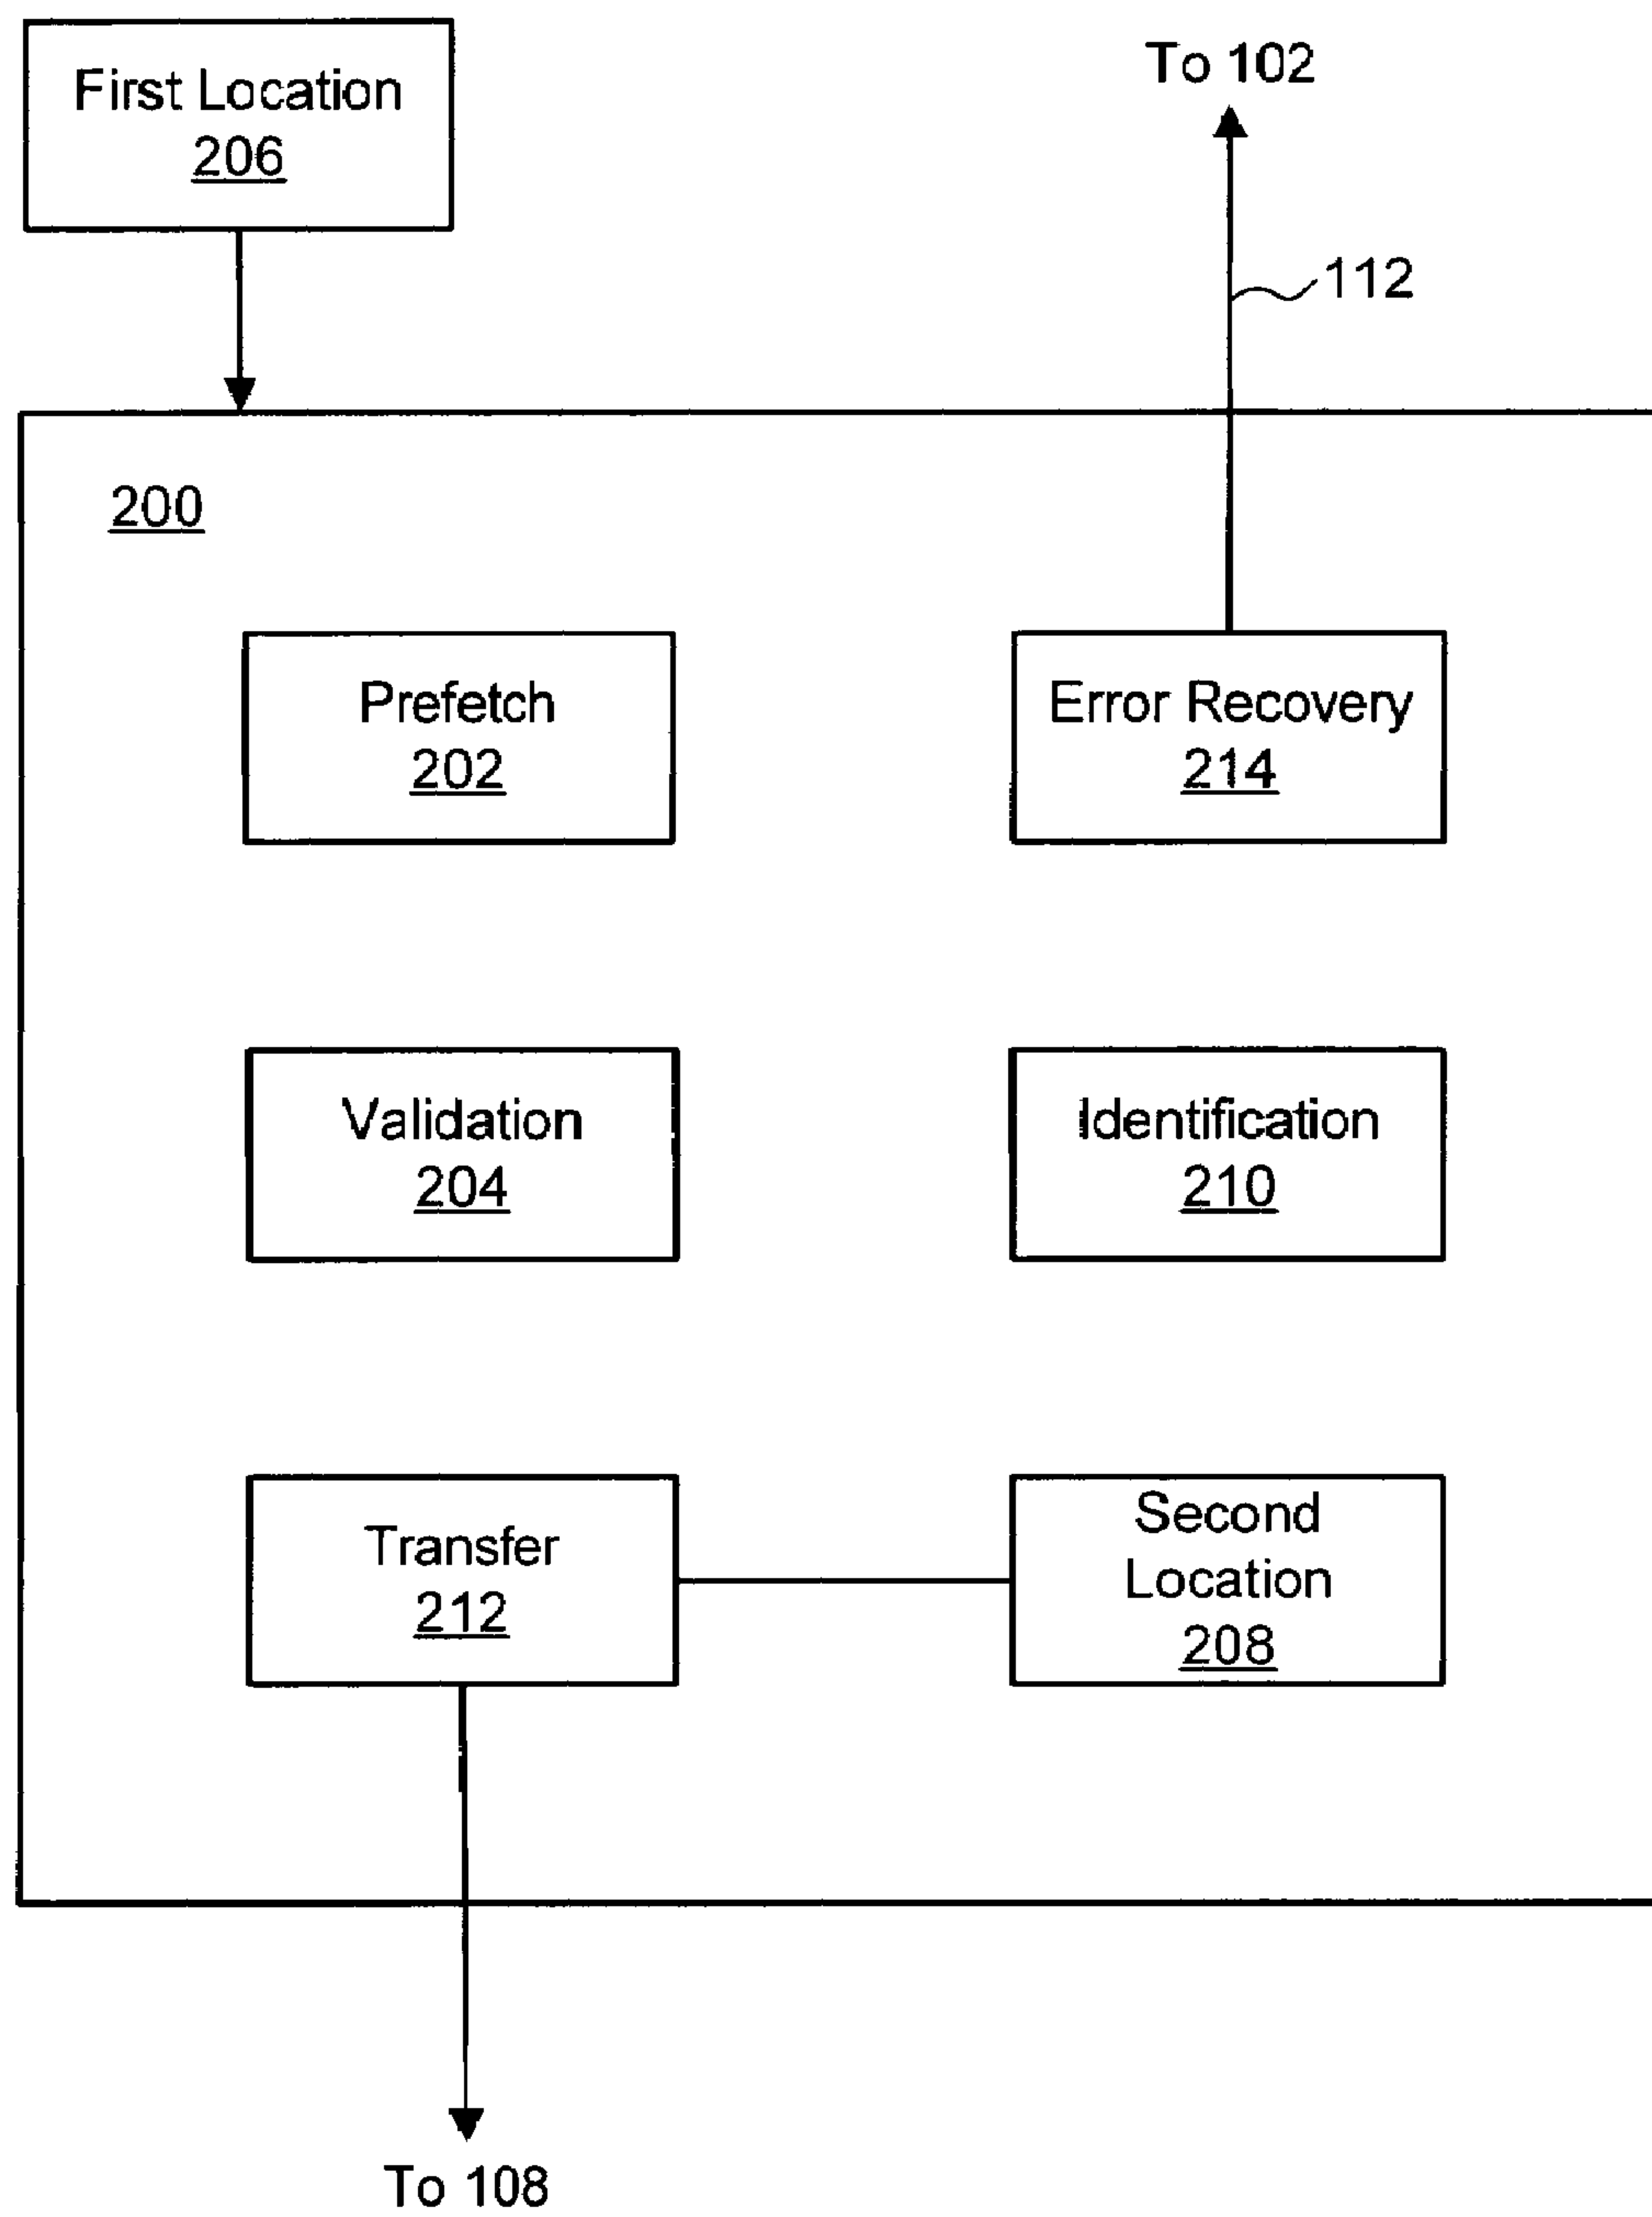 First Location
206
To 102
112
200
Prefetch
202
Error Recovery
214
Validation
204
Identification
210
Transfer
212
Second
Location
208
To 108